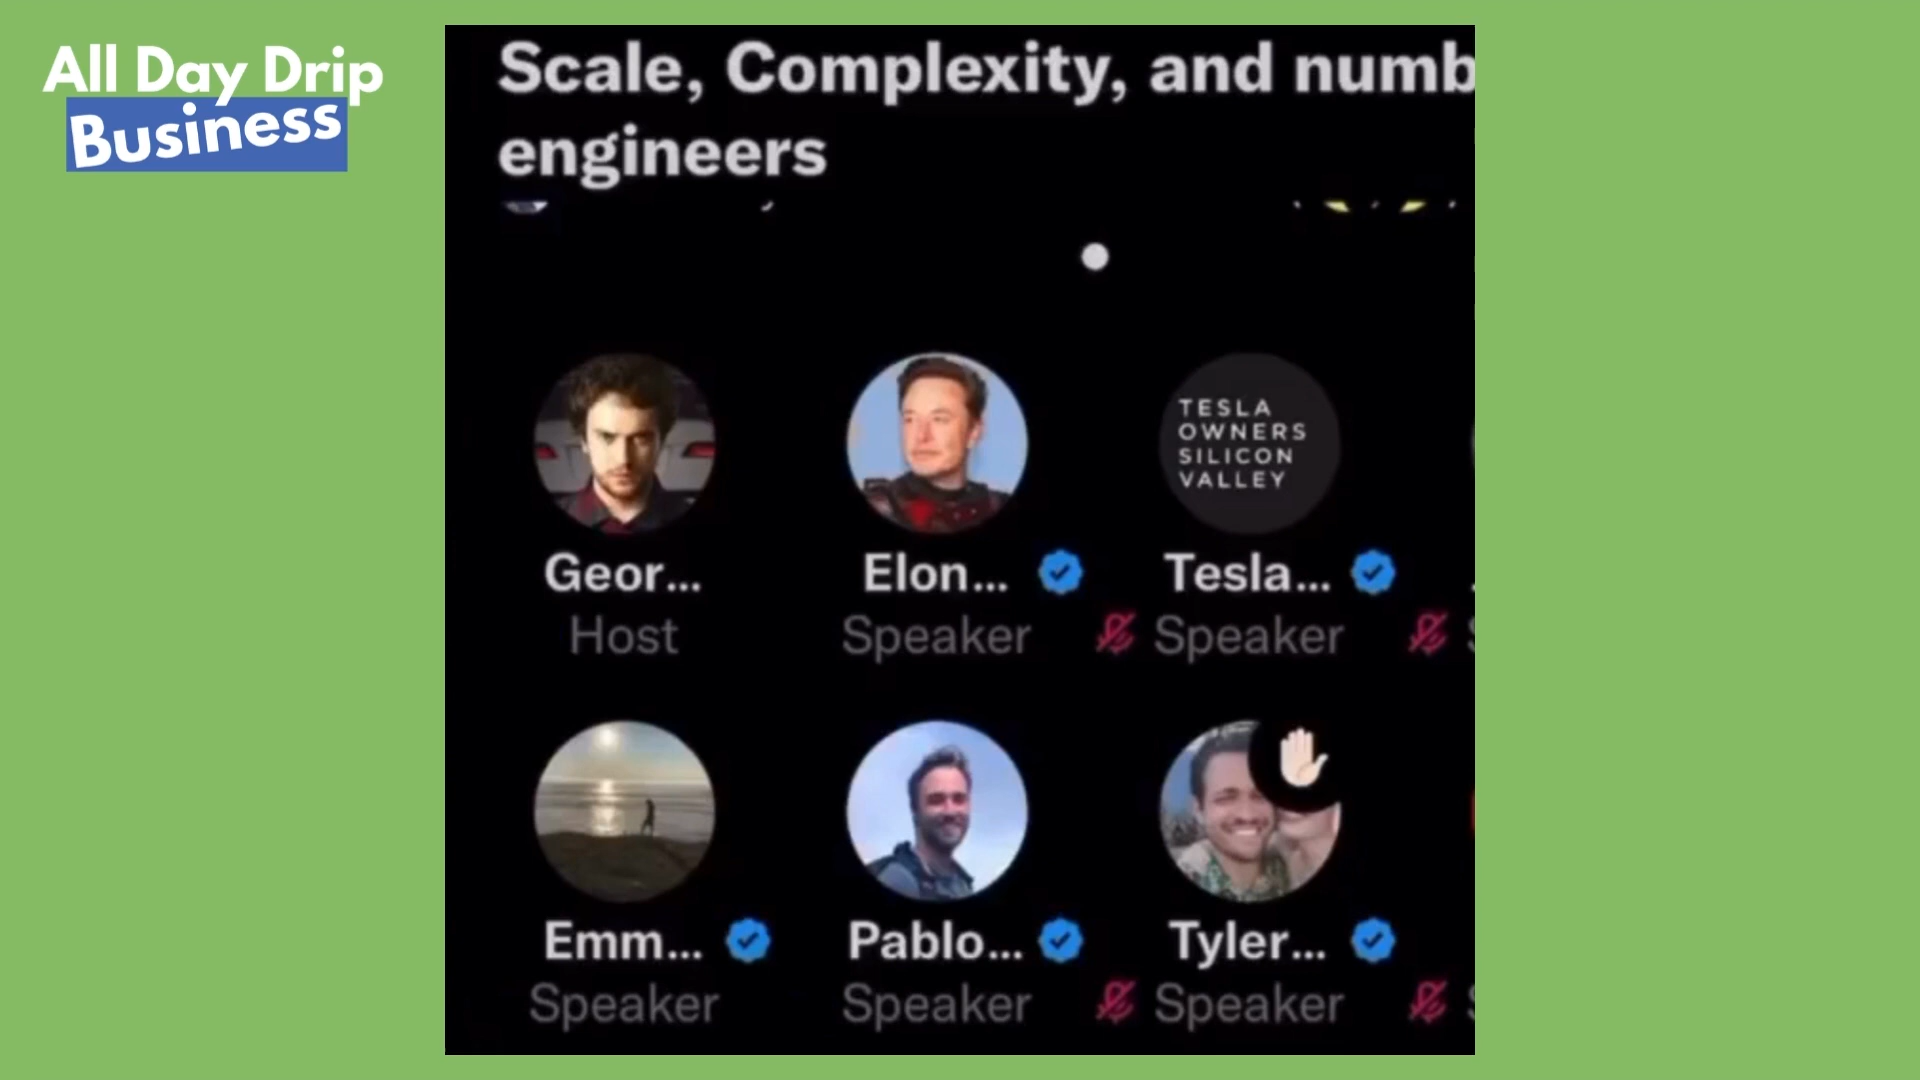 All Day Drip
Business
Scale, Complexity, and numb
engineers
TESLA
OWNERS
SILICON
VALLEY
Geor...
Elon...
Tesla...
Host
Speaker
Speaker
Emm...
Pablo...
Tyler...
Speaker
Speaker
Speaker